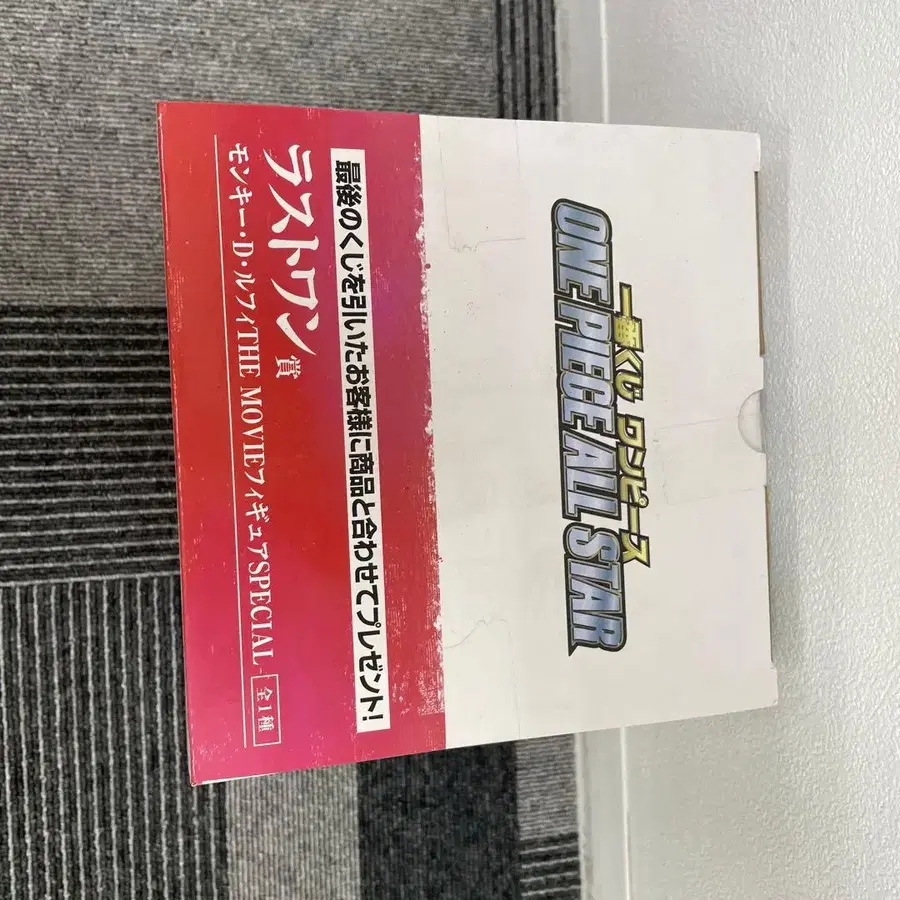 一番くじ ワンピース
ONE PIECE ALL STAR
最後のくじを引いたお客様に商品と合わせてプレゼント!
ラストワン賞
モンキー・D・ルフィTHE MOVIEフィギュアSPECIAL 全1種